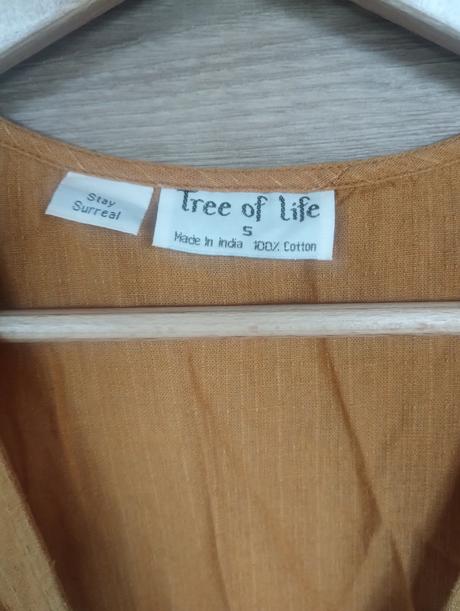 Stay
Surreal
Tree of Life
S
Made In India 100% Cotton